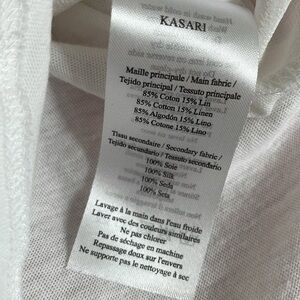 KASARI
Maille principale / Main fabric /
Tejido principal / Tessuto principale
85% Coton 15% Lin
85% Cotton 15% Linen
85% Algodón 15% Lino
85% Cotone 15% Lino
Tissu secondaire / Secondary fabric /
Tejido secundario / Tessuto secondario
100% Soie
100% Silk
100% Seda
100% Seta
Lavage à la main dans l'eau froide
Lavez avec des couleurs similaires
Ne pas chlorer
Pas de séchage en machine
Repassage doux sur l'envers
Ne supporte pas le nettoyage à sec